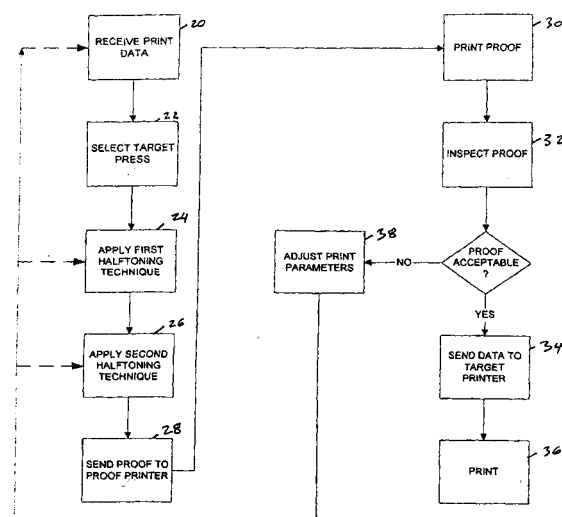 20
RECEIVE PRINT
DATA
22
SELECT TARGET
PRESS
24
APPLY FIRST
HALFTONING
TECHNIQUE
26
APPLY SECOND
HALFTONING
TECHNIQUE
28
SEND PROOF TO
PROOF PRINTER
30
PRINT PROOF
32
INSPECT PROOF
PROOF
ACCEPTABLE
?
NO
38
ADJUST PRINT
PARAMETERS
YES
34
SEND DATA TO
TARGET
PRINTER
36
PRINT